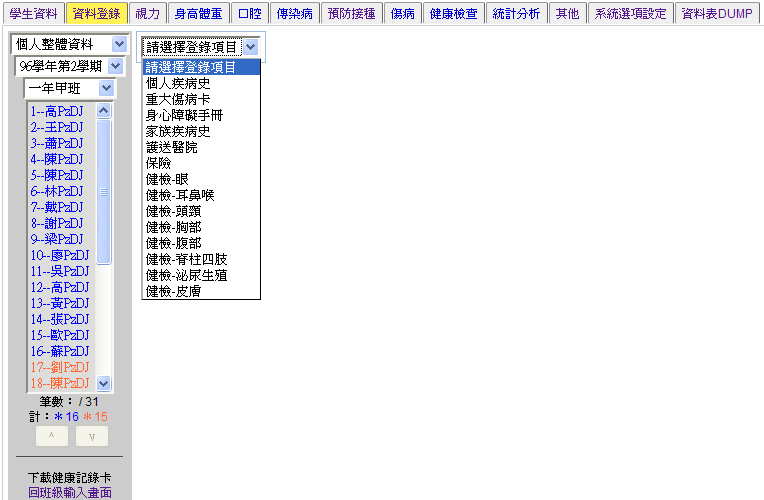 學生資料 資料登錄 視力 身高體重 口腔 傳染病 預防接種 傷病 健康檢查 統計分析 其他 系統選項設定 資料表DUMP
個人整體資料
96學年第2學期
一年甲班
1--高PzDJ
2--王PzDJ
3--蕭PzDJ
4--陳PzDJ
5--陳PzDJ
6--林PzDJ
7--戴PzDJ
8--謝PzDJ
9--梁PzDJ
10--廖PzDJ
11--吳PzDJ
12--高PzDJ
13--黃PzDJ
14--張PzDJ
15--歐PzDJ
16--蘇PzDJ
17--劉PzDJ
18--陳PzDJ
筆數： / 31
計：＊16 ＊15
^ v
下載健康記錄卡
回班級輸入畫面
請選擇登錄項目
請選擇登錄項目
個人疾病史
重大傷病卡
身心障礙手冊
家族疾病史
護送醫院
保險
健檢-眼
健檢-耳鼻喉
健檢-頭頸
健檢-胸部
健檢-腹部
健檢-脊柱四肢
健檢-泌尿生殖
健檢-皮膚